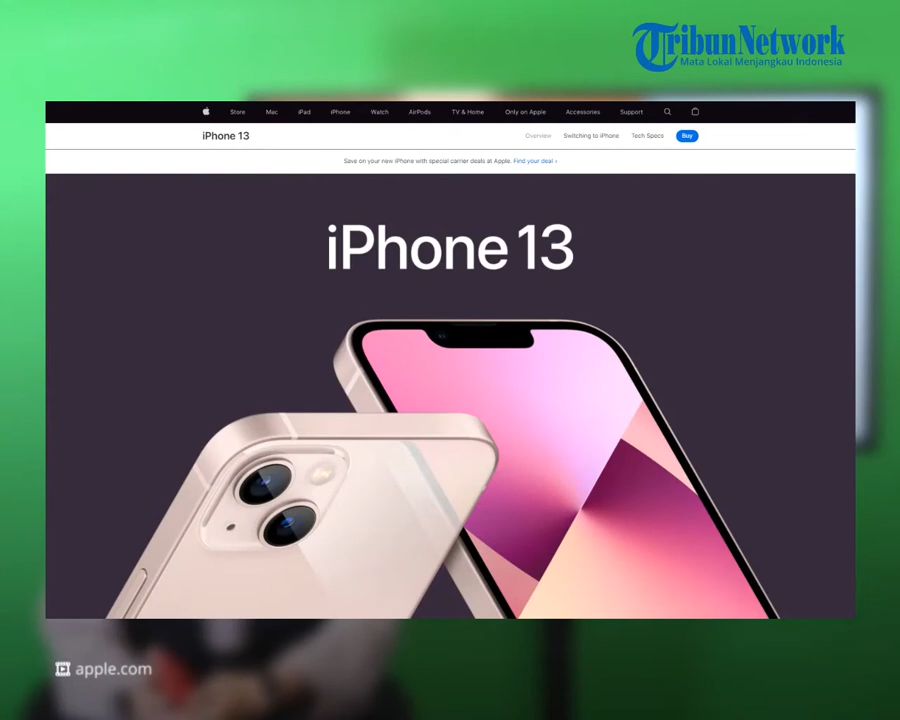 TribunNetwork
Mata Lokal Menjangkau Indonesia
Store Mac iPad iPhone Watch AirPods TV & Home Only on Apple Accessories Support
iPhone 13 Overview Switching to iPhone Tech Specs Buy
Save on your new iPhone with special carrier deals at Apple. Find your deal >
iPhone 13
apple.com